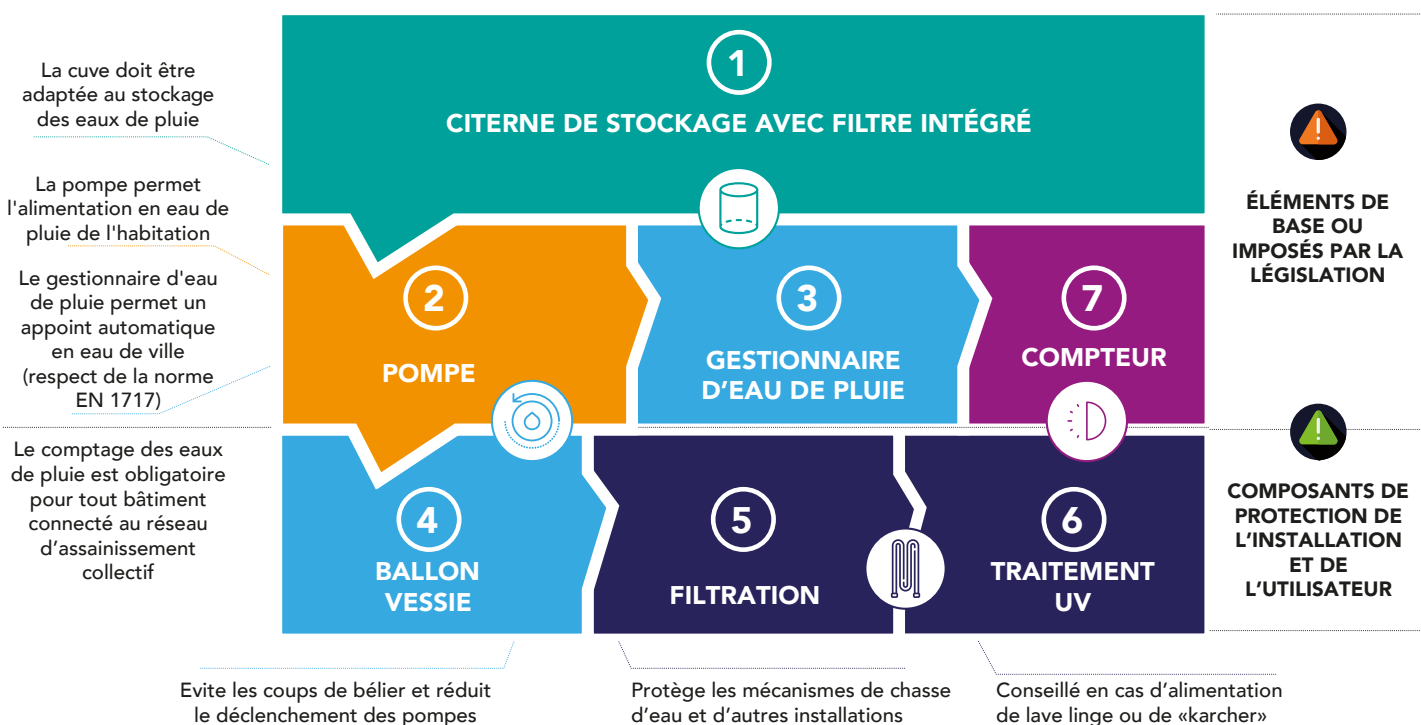 La cuve doit être
adaptée au stockage
des eaux de pluie
La pompe permet
l'alimentation en eau de
pluie de l'habitation
Le gestionnaire d'eau
de pluie permet un
appoint automatique
en eau de ville
(respect de la norme
EN 1717)
Le comptage des eaux
de pluie est obligatoire
pour tout bâtiment
connecté au réseau
d’assainissement
collectif
1
CITERNE DE STOCKAGE AVEC FILTRE INTÉGRÉ
2
POMPE
3
GESTIONNAIRE
D’EAU DE PLUIE
7
COMPTEUR
4
BALLON
VESSIE
5
FILTRATION
6
TRAITEMENT
UV
ÉLÉMENTS DE
BASE OU
IMPOSÉS PAR LA
LÉGISLATION
COMPOSANTS DE
PROTECTION DE
L’INSTALLATION
ET DE
L’UTILISATEUR
Evite les coups de bélier et réduit
le déclenchement des pompes
Protège les mécanismes de chasse
d’eau et d’autres installations
Conseillé en cas d’alimentation
de lave linge ou de «karcher»